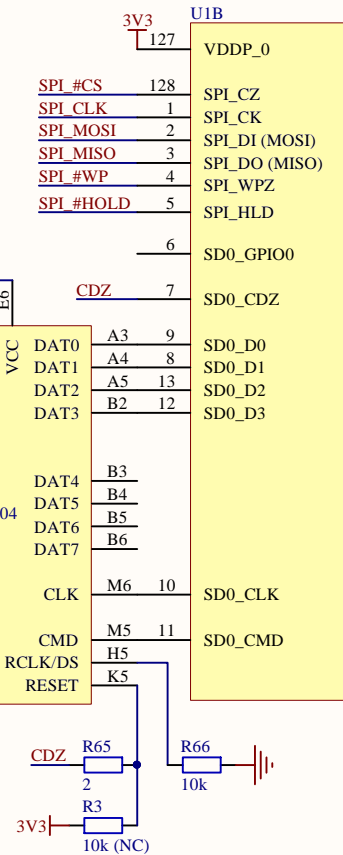 U1B
3V3
127 VDDP_0
SPI_#CS 128 SPI_CZ
SPI_CLK 1 SPI_CK
SPI_MOSI 2 SPI_DI (MOSI)
SPI_MISO 3 SPI_DO (MISO)
SPI_#WP 4 SPI_WPZ
SPI_#HOLD 5 SPI_HLD
6 SD0_GPIO0
CDZ 7 SD0_CDZ
E6
VCC
DAT0 A3 9 SD0_D0
DAT1 A4 8 SD0_D1
DAT2 A5 13 SD0_D2
DAT3 B2 12 SD0_D3
DAT4 B3
DAT5 B4
04
DAT6 B5
DAT7 B6
CLK M6 10 SD0_CLK
CMD M5 11 SD0_CMD
RCLK/DS H5
RESET K5
CDZ R65 R66
2 10k
R3
3V3
10k (NC)